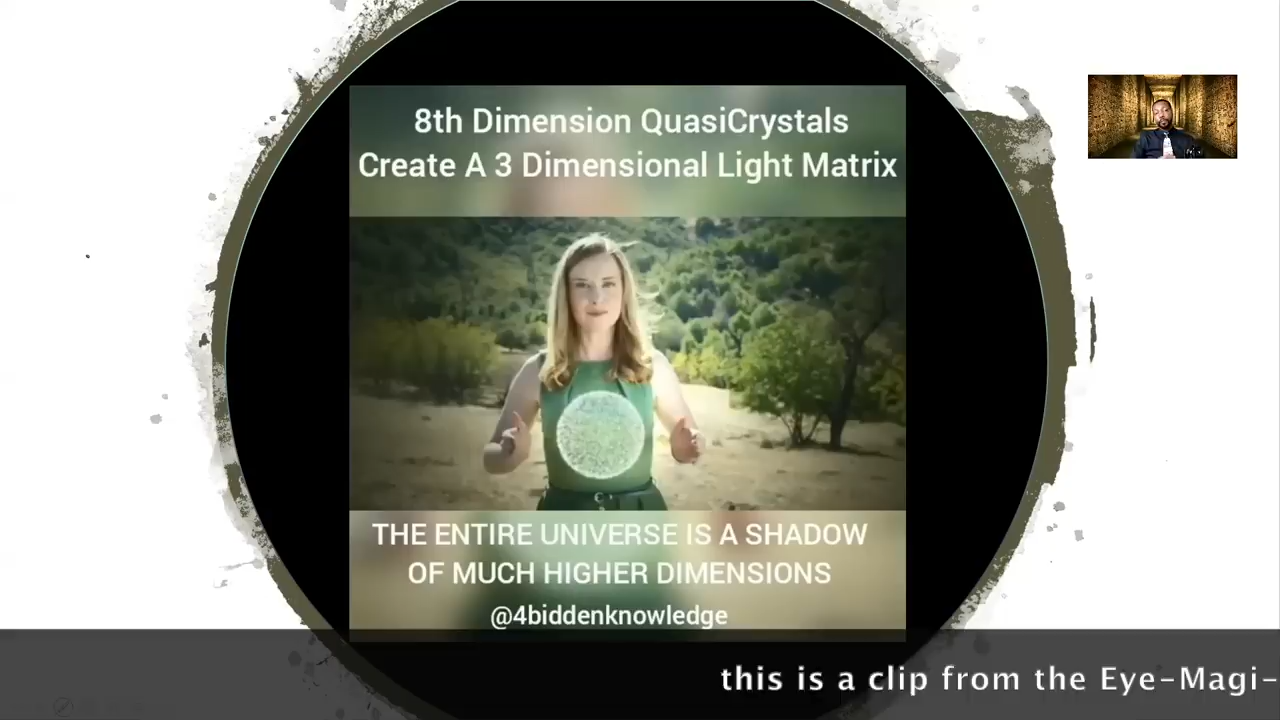 8th Dimension QuasiCrystals
Create A 3 Dimensional Light Matrix
THE ENTIRE UNIVERSE IS A SHADOW
OF MUCH HIGHER DIMENSIONS
@4biddenknowledge
this is a clip from the Eye-Magi-